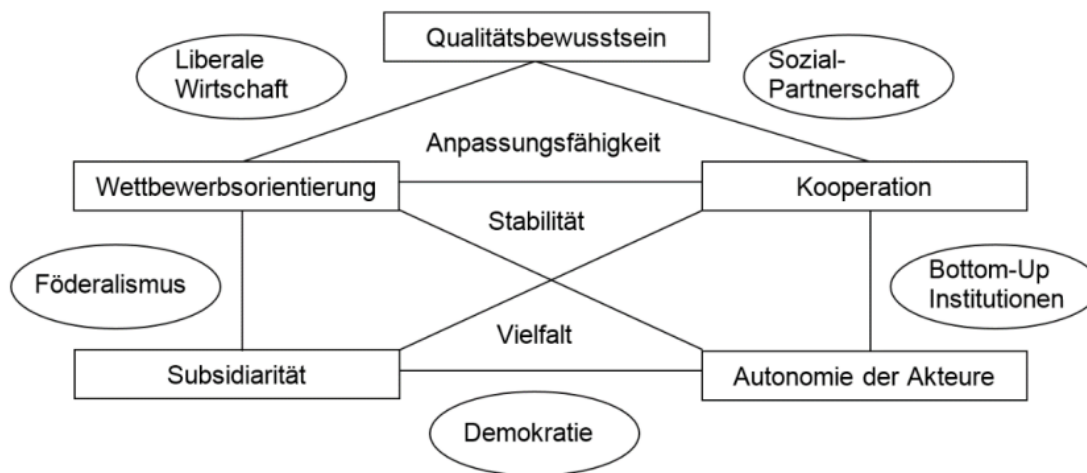 Qualitätsbewusstsein
Liberale
Wirtschaft
Sozial-
Partnerschaft
Anpassungsfähigkeit
Wettbewerbsorientierung
Kooperation
Stabilität
Föderalismus
Bottom-Up
Institutionen
Vielfalt
Subsidiarität
Autonomie der Akteure
Demokratie